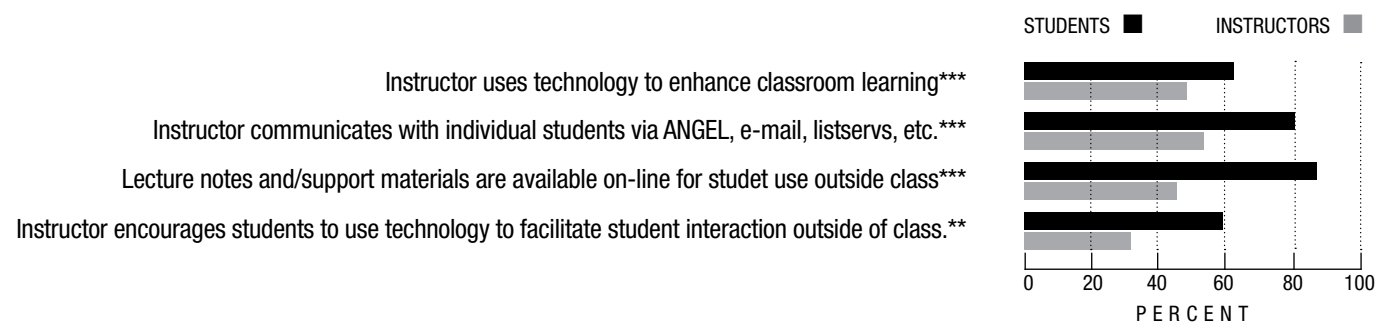 STUDENTS INSTRUCTORS
Instructor uses technology to enhance classroom learning***
Instructor communicates with individual students via ANGEL, e-mail, listservs, etc.***
Lecture notes and/support materials are available on-line for studet use outside class***
Instructor encourages students to use technology to facilitate student interaction outside of class.**
0 20 40 60 80 100
PERCENT